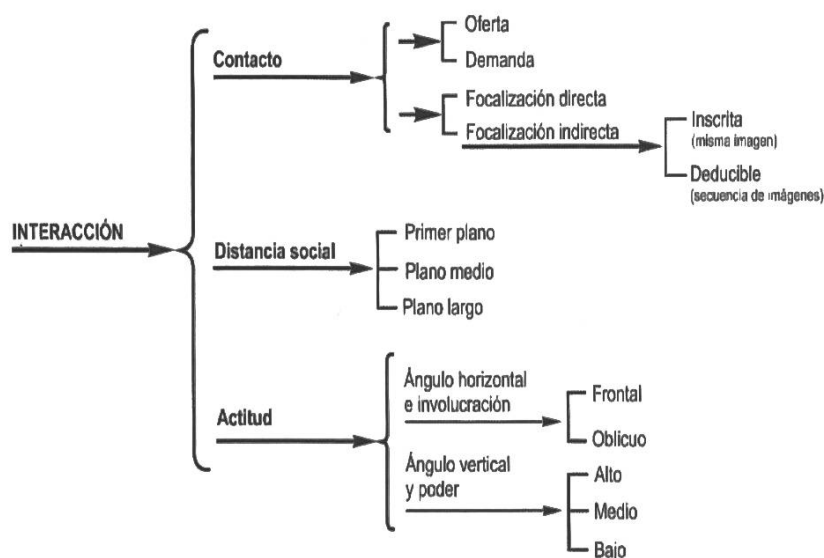 INTERACCIÓN
Contacto
Oferta
Demanda
Focalización directa
Focalización indirecta
Inscrita
(misma imagen)
Deducible
(secuencia de imágenes)
Distancia social
Primer plano
Plano medio
Plano largo
Actitud
Ángulo horizontal
e involucración
Frontal
Oblicuo
Ángulo vertical
y poder
Alto
Medio
Bajo